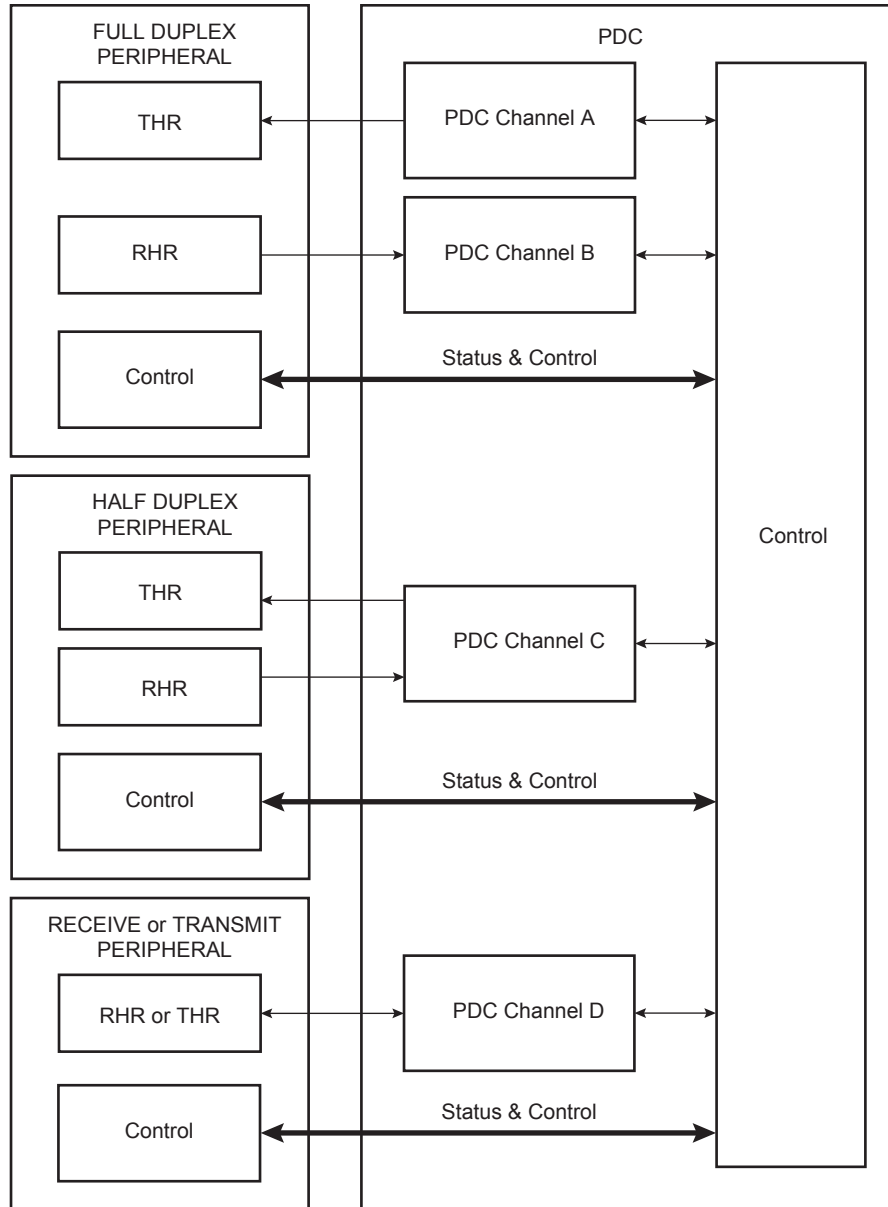 FULL DUPLEX
PERIPHERAL
THR
RHR
Control
PDC
PDC Channel A
PDC Channel B
Status & Control
HALF DUPLEX
PERIPHERAL
THR
RHR
Control
PDC Channel C
Status & Control
Control
RECEIVE or TRANSMIT
PERIPHERAL
RHR or THR
Control
PDC Channel D
Status & Control